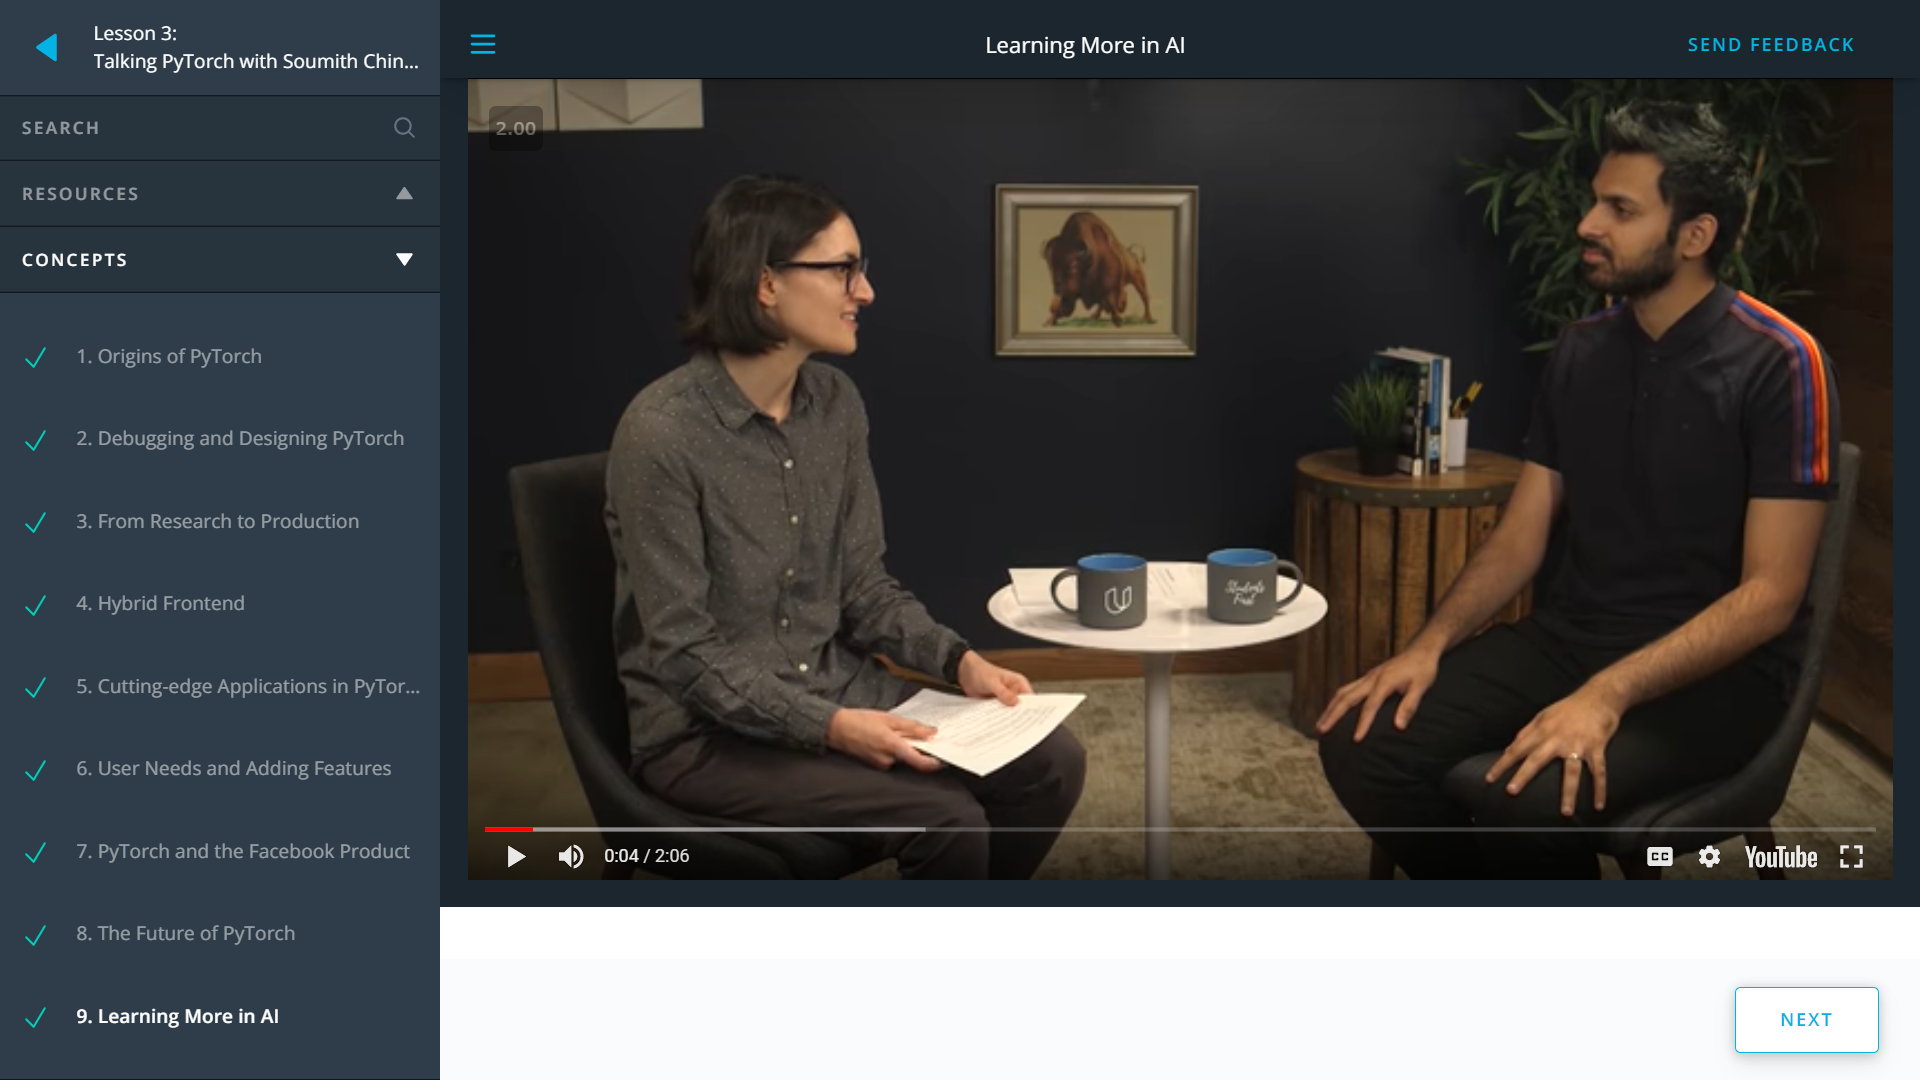 Lesson 3:
Talking PyTorch with Soumith Chin...
SEARCH
RESOURCES
CONCEPTS
1. Origins of PyTorch
2. Debugging and Designing PyTorch
3. From Research to Production
4. Hybrid Frontend
5. Cutting-edge Applications in PyTor...
6. User Needs and Adding Features
7. PyTorch and the Facebook Product
8. The Future of PyTorch
9. Learning More in AI
Learning More in AI
SEND FEEDBACK
2.00
Students
First
0:04 / 2:06
CC
YouTube
NEXT